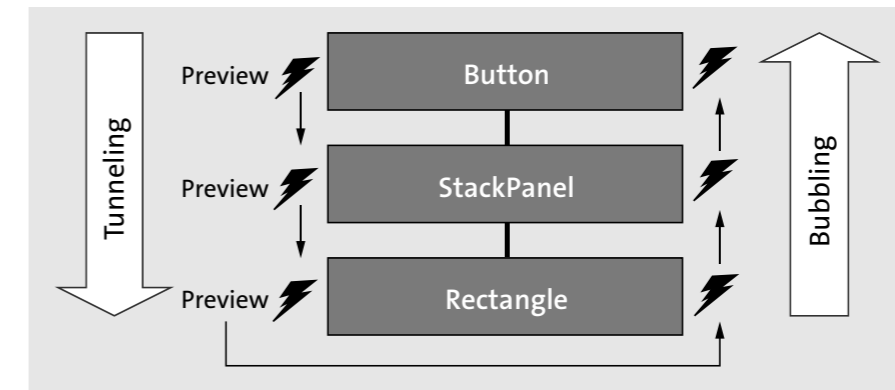 Preview
Button
Tunneling
Preview
StackPanel
Bubbling
Preview
Rectangle